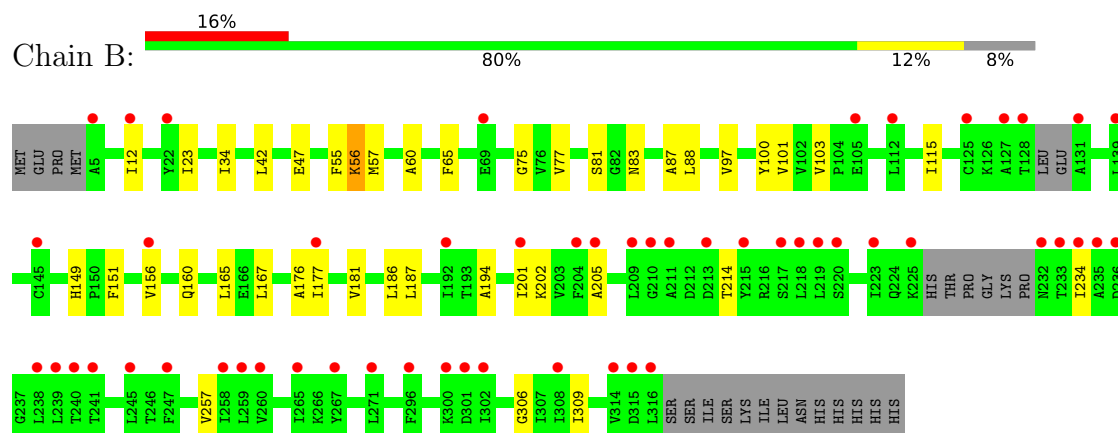 16%
Chain B:
80% 12% 8%
MET GLU PRO MET A5 I12 Y22 I23 I34 L42 E47 F55 K56 M57 A60 F65 E69 G75 V76 V77 S81 G82 N83 A87 L88 V97 Y100 V101 V102 V103 P104 E105 L112 I115 C125 K126 A127 T128 LEU GLU A131 L139
C145 H149 P150 F151 V156 Q160 L165 E166 L167 A176 I177 V181 L186 L187 I192 T193 A194 I201 K202 V203 F204 A205 L209 G210 A211 D212 D213 T214 Y215 R216 S217 L218 L219 S220 I223 Q224 K225 HIS THR PRO GLY LYS PRO N232 T233 I234 A235 D236
G237 L238 L239 T240 T241 L245 T246 F247 V257 I258 L259 V260 I265 K266 Y267 L271 F296 K300 D301 I302 G306 I307 I308 I309 V314 D315 L316 SER SER ILE SER LYS ILE LEU ASN HIS HIS HIS HIS HIS